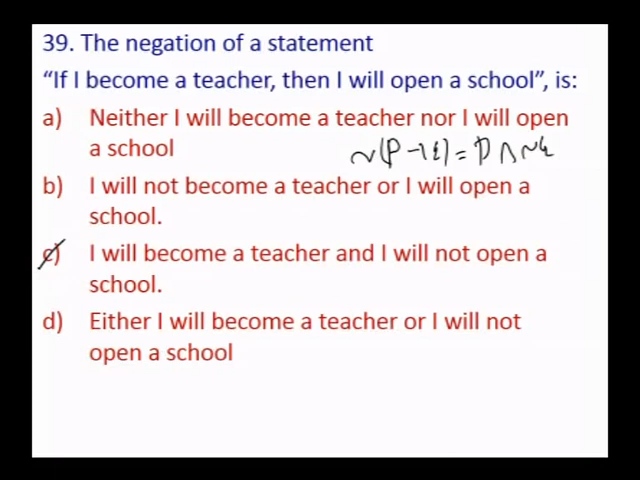 39. The negation of a statement
“If I become a teacher, then I will open a school”, is:
a) Neither I will become a teacher nor I will open
a school
~(p→q) = p∧~q
b) I will not become a teacher or I will open a
school.
c) I will become a teacher and I will not open a
school.
d) Either I will become a teacher or I will not
open a school